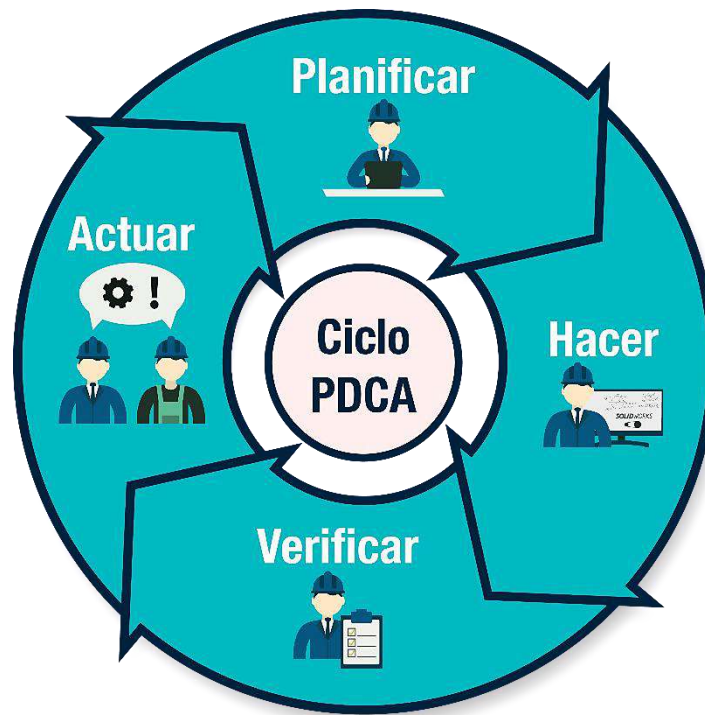 Planificar
Actuar
!
Ciclo
PDCA
Hacer
SOLIDWORKS
Verificar